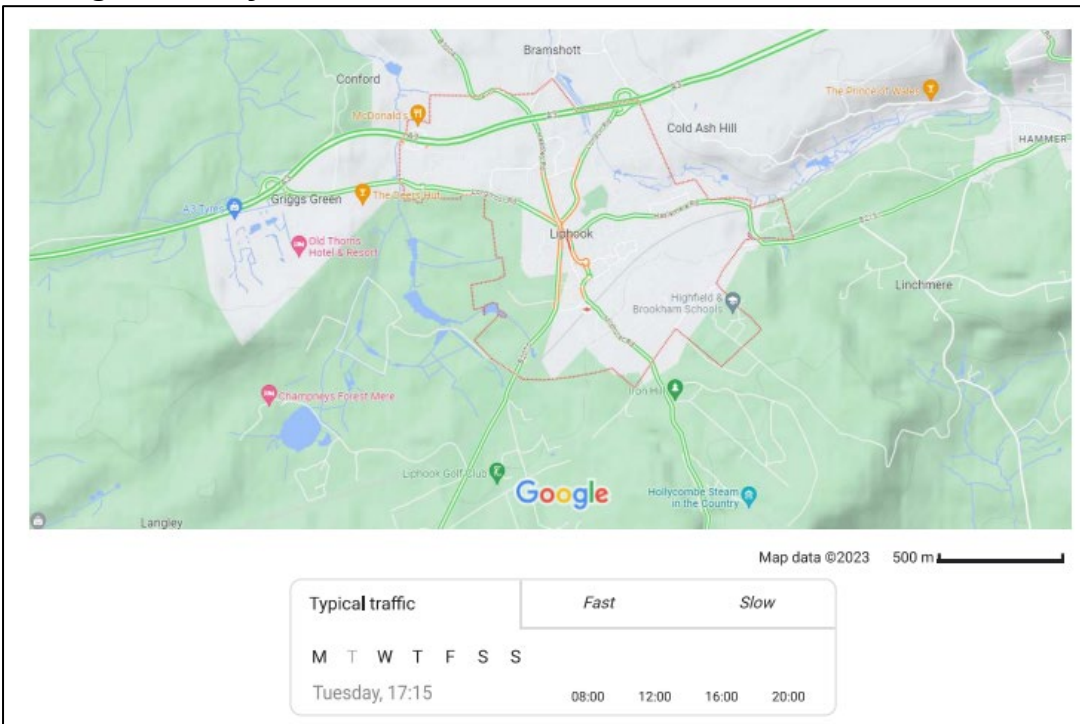 Bramshott
Conford
The Prince of Wales
McDonald's
Cold Ash Hill
HAMMER
A3
The Deers Hut
Griggs Green
A3 Tyres
Liphook
Old Thorns
Hotel & Resort
Linchmere
Highfield &
Brookham Schools
Iron Hill
Champneys Forest Mere
Liphook Golf Club
Google
Hollycombe Steam
in the Country
Langley
Map data ©2023 500 m
Typical traffic Fast Slow
M T W T F S S
Tuesday, 17:15 08:00 12:00 16:00 20:00